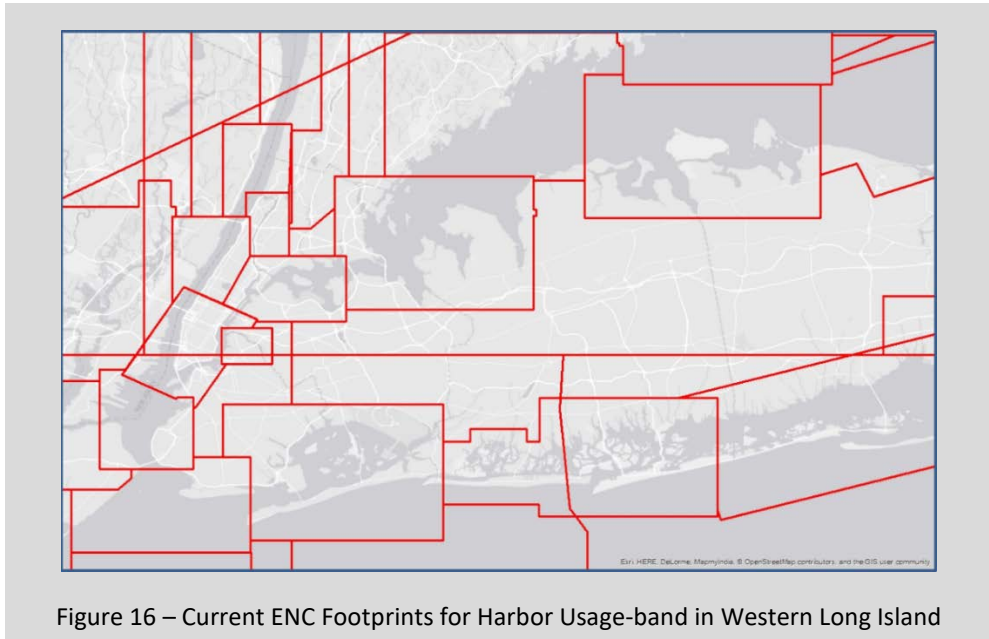 Esri, HERE, DeLorme, MapmyIndia, © OpenStreetMap contributors, and the GIS user community
Figure 16 – Current ENC Footprints for Harbor Usage-band in Western Long Island